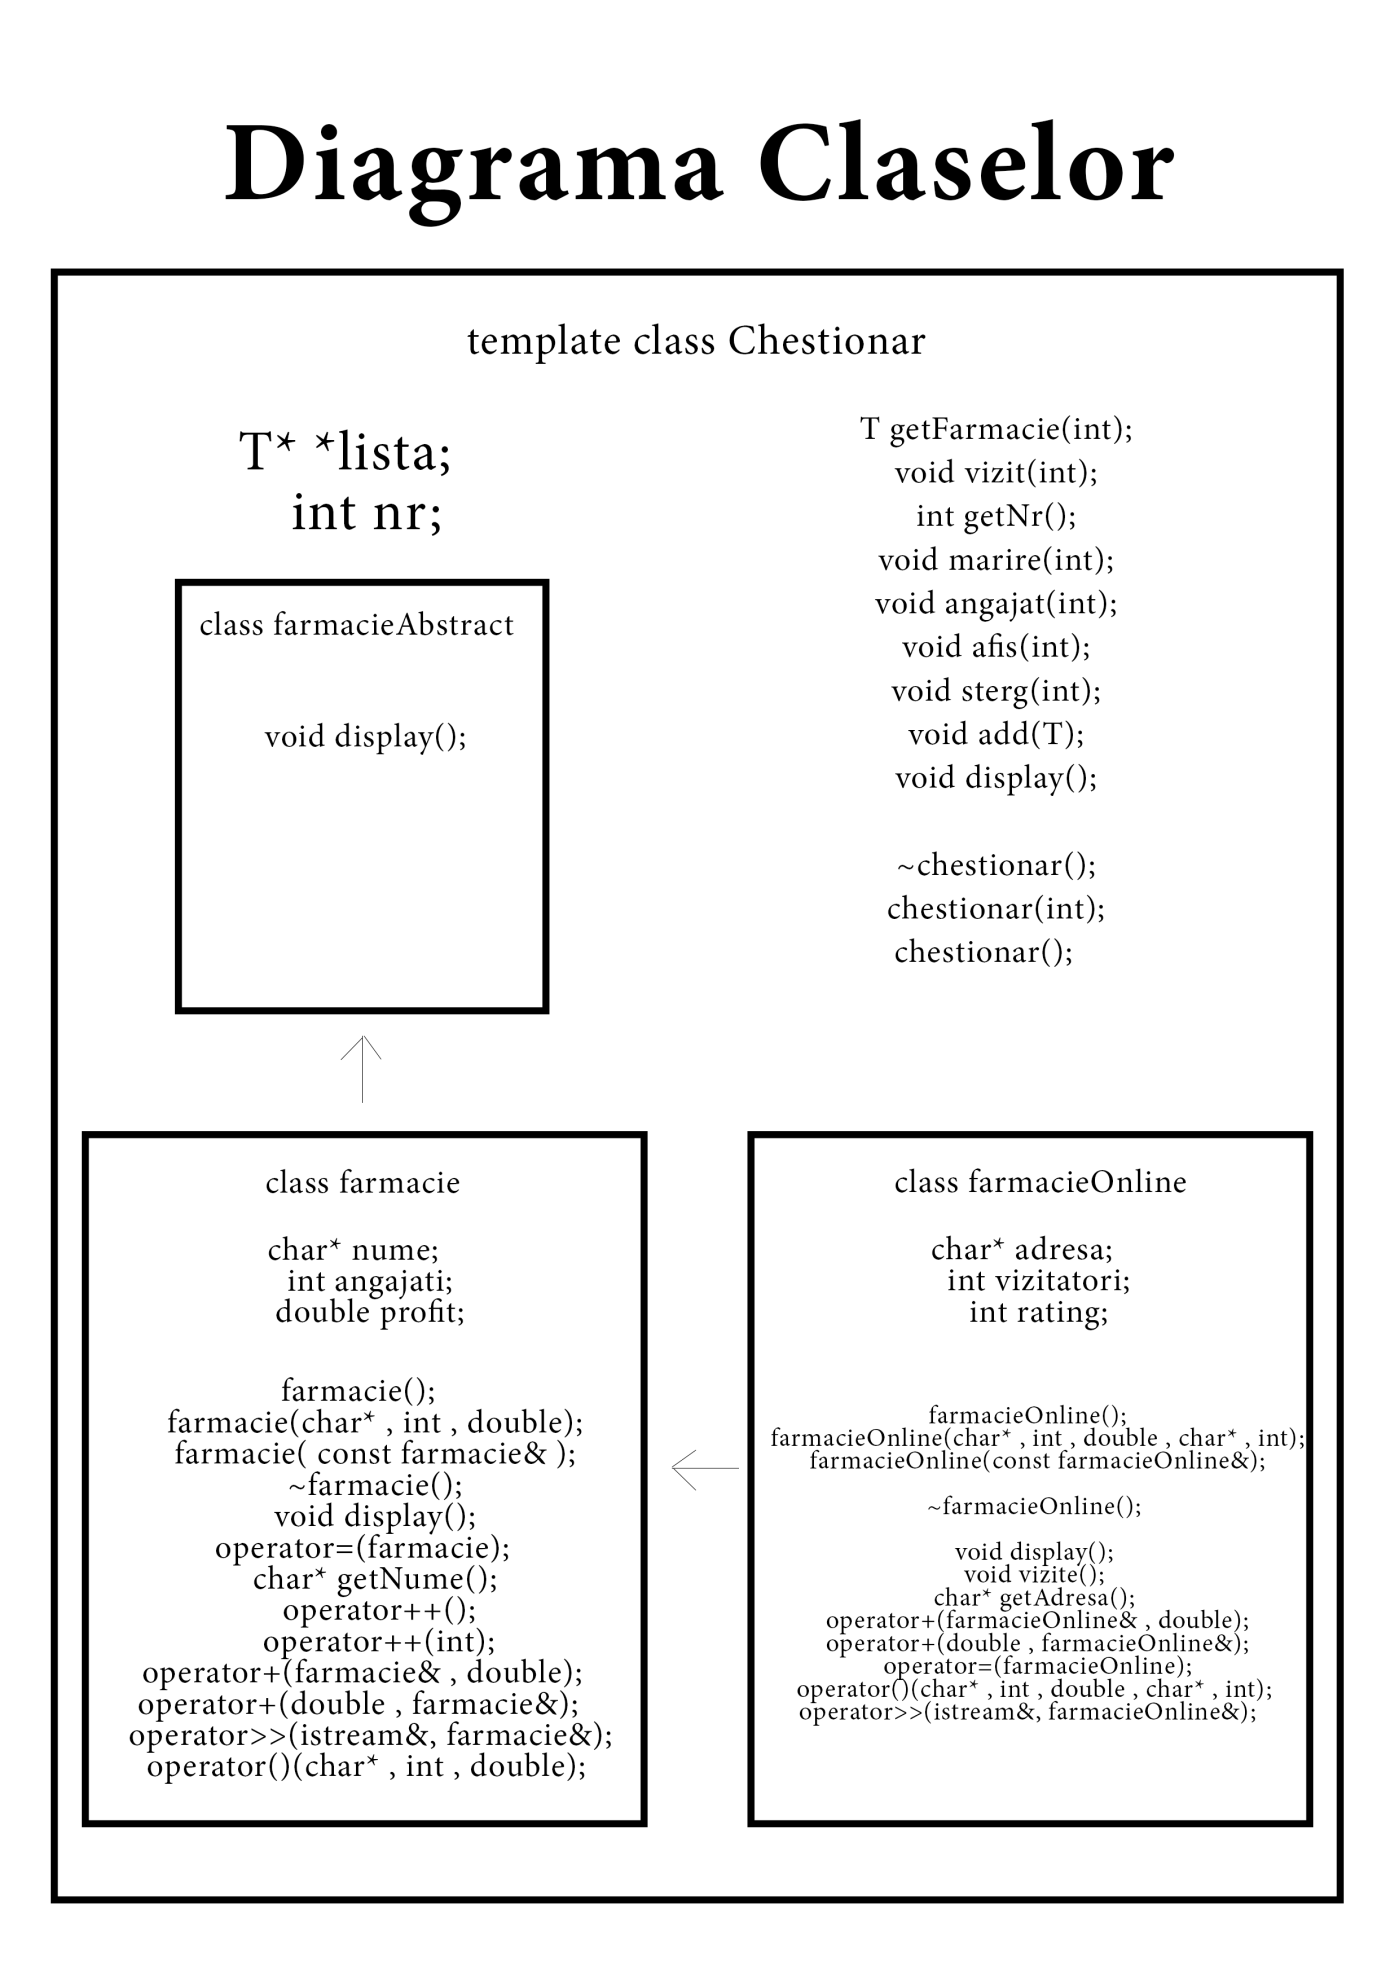 Diagrama Claselor
template class Chestionar
T* *lista;
int nr;
class farmacieAbstract
void display();
T getFarmacie(int);
void vizit(int);
int getNr();
void marire(int);
void angajat(int);
void afis(int);
void sterg(int);
void add(T);
void display();
~chestionar();
chestionar(int);
chestionar();
class farmacie
char* nume;
int angajati;
double profit;
farmacie();
farmacie(char* , int , double);
farmacie( const farmacie& );
~farmacie();
void display();
operator=(farmacie);
char* getNume();
operator++();
operator++(int);
operator+(farmacie& , double);
operator+(double , farmacie&);
operator>>(istream&, farmacie&);
operator()(char* , int , double);
class farmacieOnline
char* adresa;
int vizitatori;
int rating;
farmacieOnline();
farmacieOnline(char* , int , double , char* , int);
farmacieOnline(const farmacieOnline&);
~farmacieOnline();
void display();
void vizite();
char* getAdresa();
operator+(farmacieOnline& , double);
operator+(double , farmacieOnline&);
operator=(farmacieOnline);
operator()(char* , int , double , char* , int);
operator>>(istream&, farmacieOnline&);